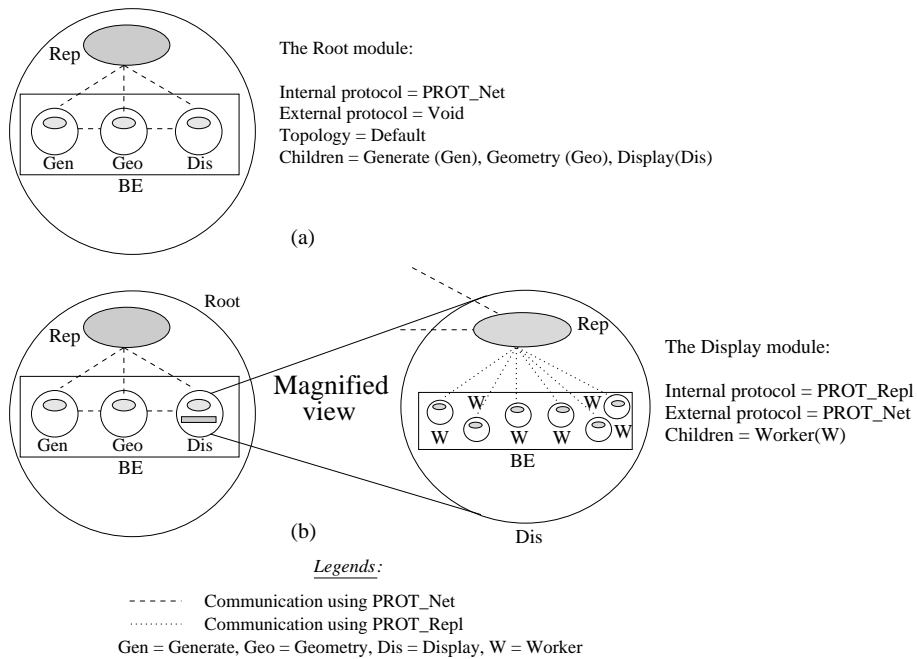 Rep
Gen Geo Dis
BE
The Root module:
Internal protocol = PROT_Net
External protocol = Void
Topology = Default
Children = Generate (Gen), Geometry (Geo), Display(Dis)
(a)
Root
Rep
Gen Geo Dis
BE
Magnified
view
Rep
W W
W W W W
BE
Dis
The Display module:
Internal protocol = PROT_Repl
External protocol = PROT_Net
Children = Worker(W)
(b)
Legends:
Communication using PROT_Net
Communication using PROT_Repl
Gen = Generate, Geo = Geometry, Dis = Display, W = Worker